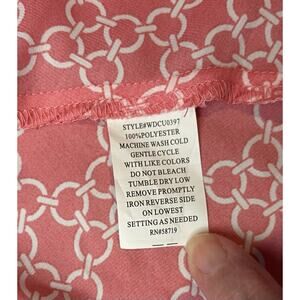 STYLE#WDCU0397
100%POLYESTER
MACHINE WASH COLD
GENTLE CYCLE
WITH LIKE COLORS
DO NOT BLEACH
TUMBLE DRY LOW
REMOVE PROMPTLY
IRON REVERSE SIDE
ON LOWEST
SETTING AS NEEDED
RN#58719